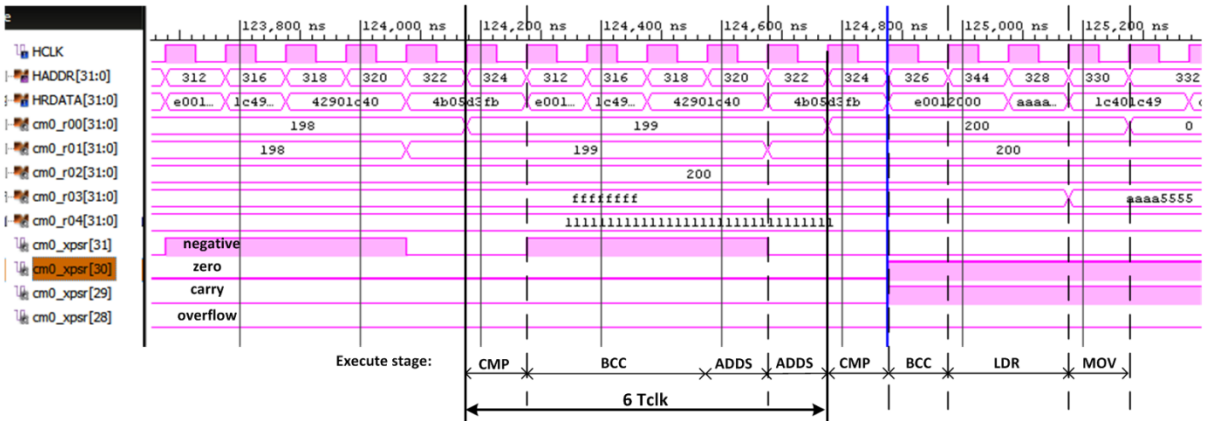 e
123,800 ns 124,000 ns 124,200 ns 124,400 ns 124,600 ns 124,800 ns 125,000 ns 125,200 ns
HCLK
HADDR[31:0] 312 316 318 320 322 324 312 316 318 320 322 324 326 344 328 330 332
HRDATA[31:0] e001... 1c49... 42901c40 4b05d3fb e001... 1c49... 42901c40 4b05d3fb e0012000 aaaa... 1c401c49
cm0_r00[31:0] 198 199 200 0
cm0_r01[31:0] 198 199 200
cm0_r02[31:0] 200
cm0_r03[31:0] ffffffff aaaa5555
cm0_r04[31:0]
cm0_xpsr[31] negative
cm0_xpsr[30] zero
cm0_xpsr[29] carry
cm0_xpsr[28] overflow
Execute stage: CMP BCC ADDS ADDS CMP BCC LDR MOV
6 Tclk